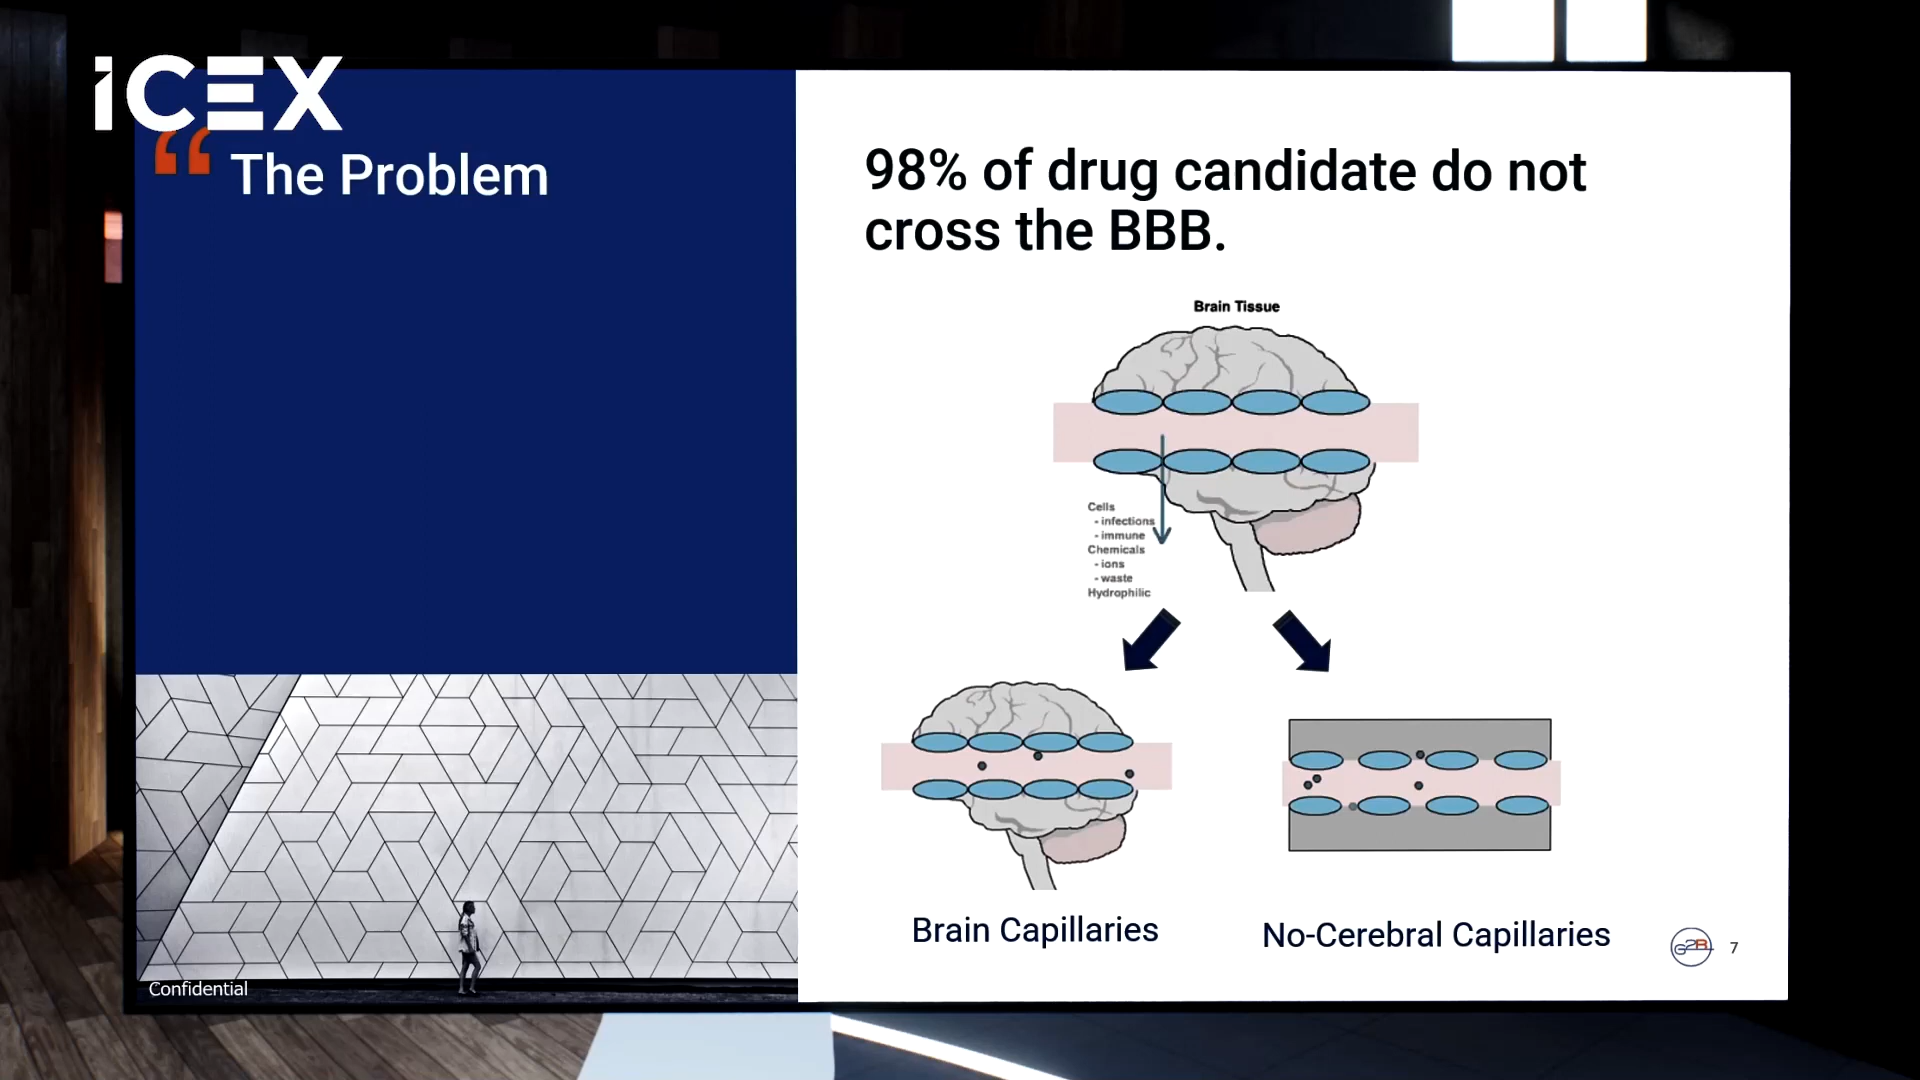 iCEX
“ The Problem
98% of drug candidate do not
cross the BBB.
Brain Tissue
Cells
- infections
- immune
Chemicals
- ions
- waste
Hydrophilic
Brain Capillaries
No-Cerebral Capillaries
G2B
7
Confidential